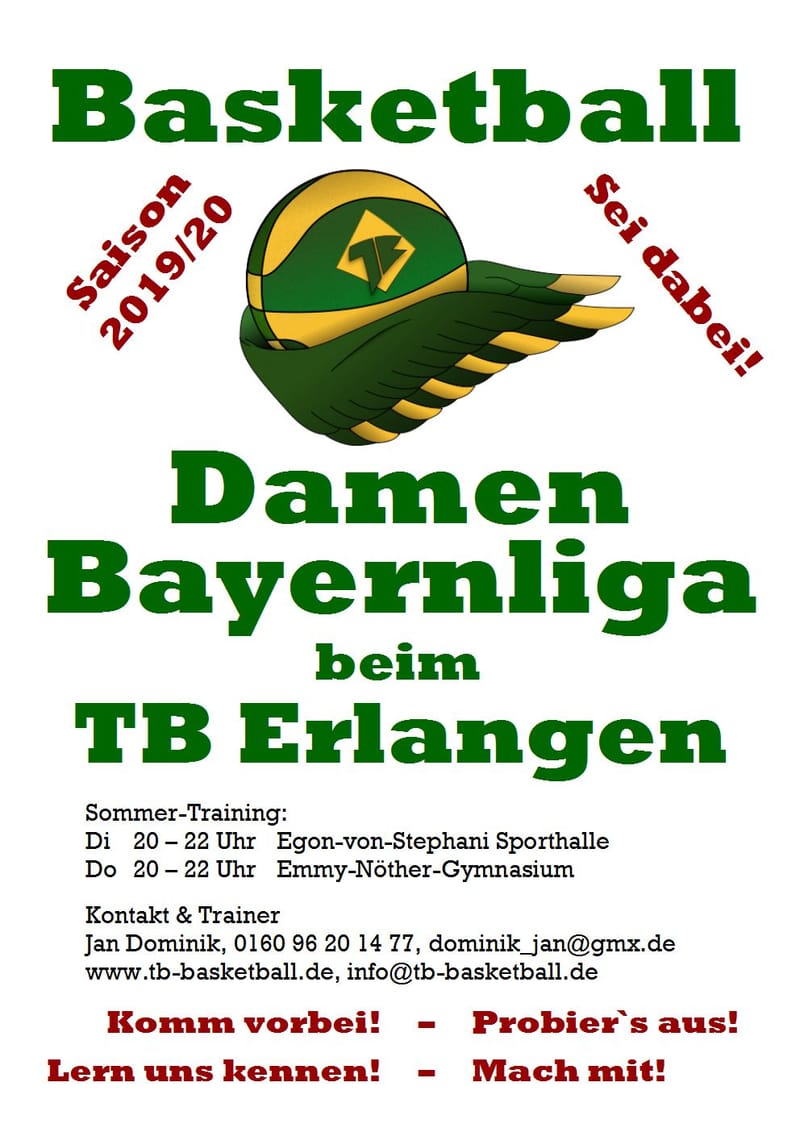 Basketball
Saison
2019/20
Sei dabei!
TB
Damen
Bayernliga
beim
TB Erlangen
Sommer-Training:
Di 20 – 22 Uhr Egon-von-Stephani Sporthalle
Do 20 – 22 Uhr Emmy-Nöther-Gymnasium
Kontakt & Trainer
Jan Dominik, 0160 96 20 14 77, dominik_jan@gmx.de
www.tb-basketball.de, info@tb-basketball.de
Komm vorbei! – Probier`s aus!
Lern uns kennen! – Mach mit!